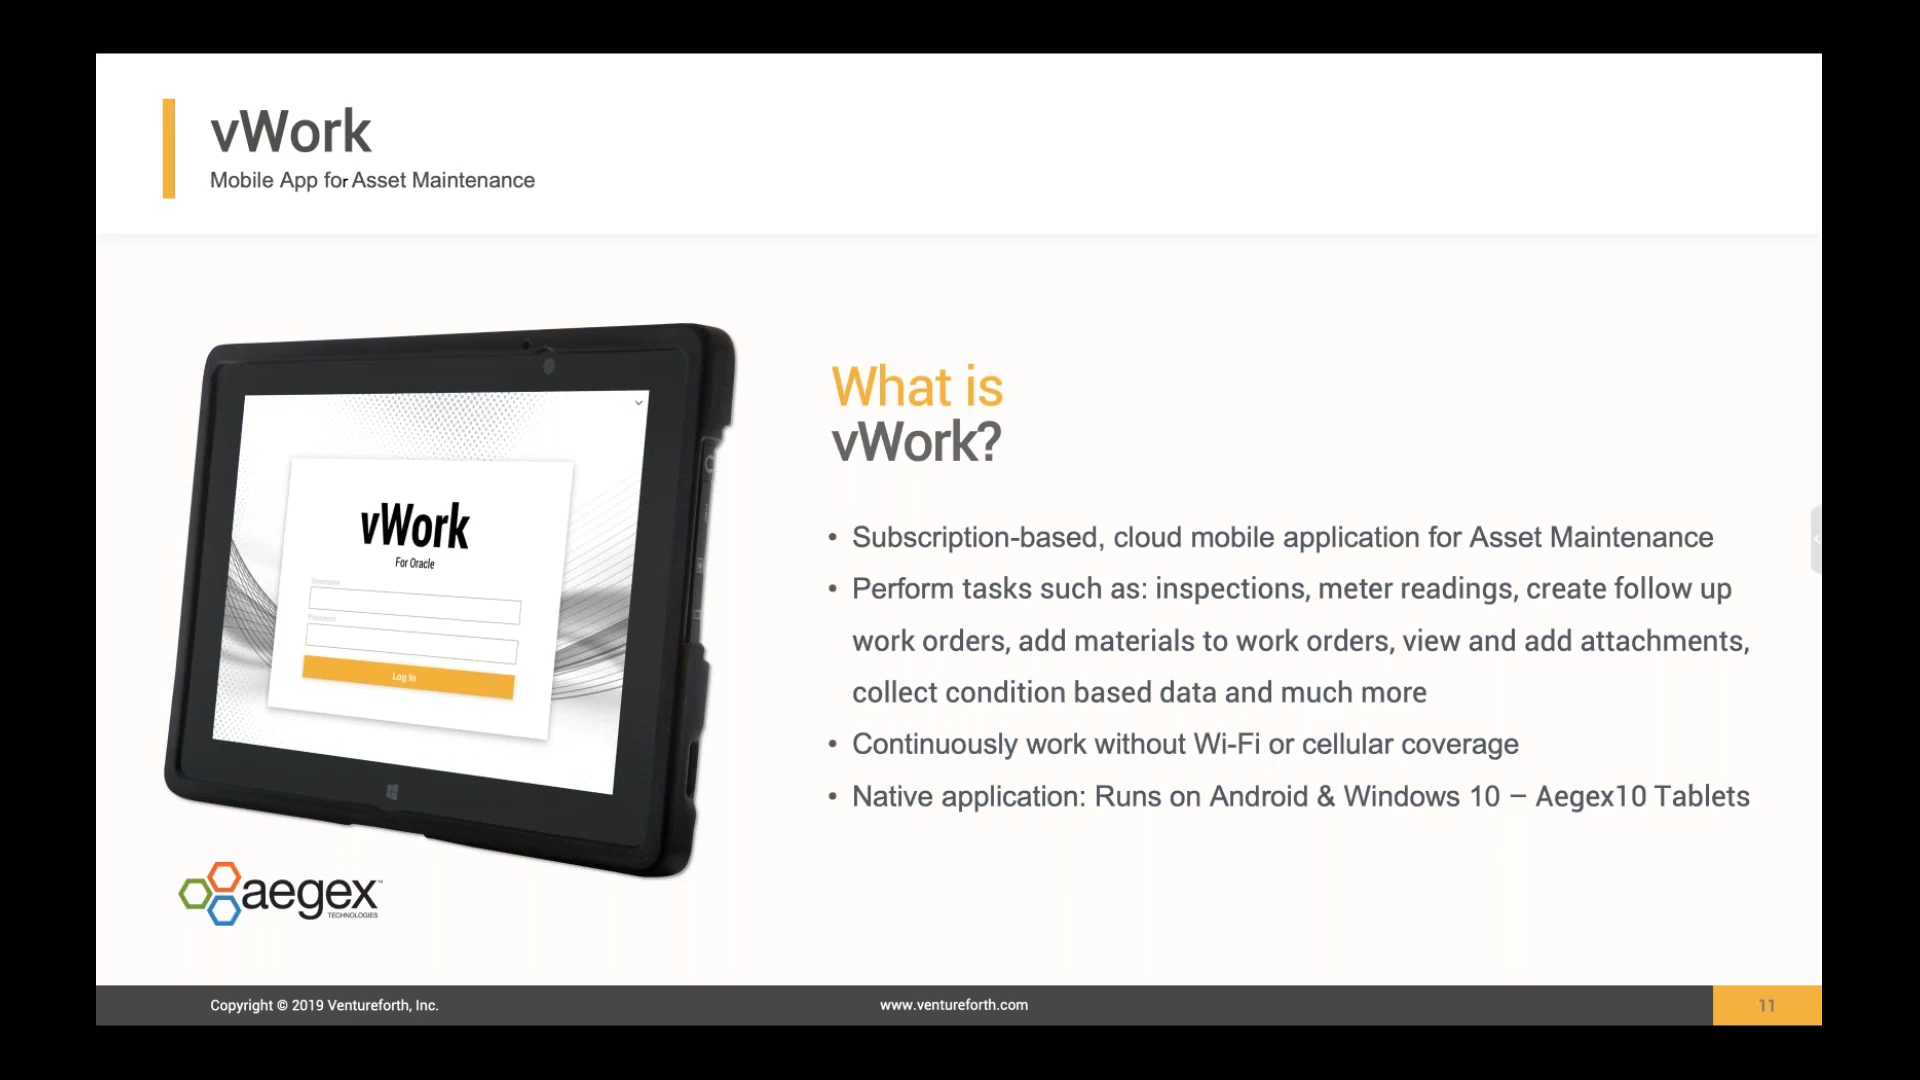 vWork
Mobile App for Asset Maintenance
vWork
For Oracle
Username
Password
Log In
aegex™
TECHNOLOGIES
What is
vWork?
• Subscription-based, cloud mobile application for Asset Maintenance
• Perform tasks such as: inspections, meter readings, create follow up
work orders, add materials to work orders, view and add attachments,
collect condition based data and much more
• Continuously work without Wi-Fi or cellular coverage
• Native application: Runs on Android & Windows 10 – Aegex10 Tablets
Copyright © 2019 Ventureforth, Inc.
www.ventureforth.com
11